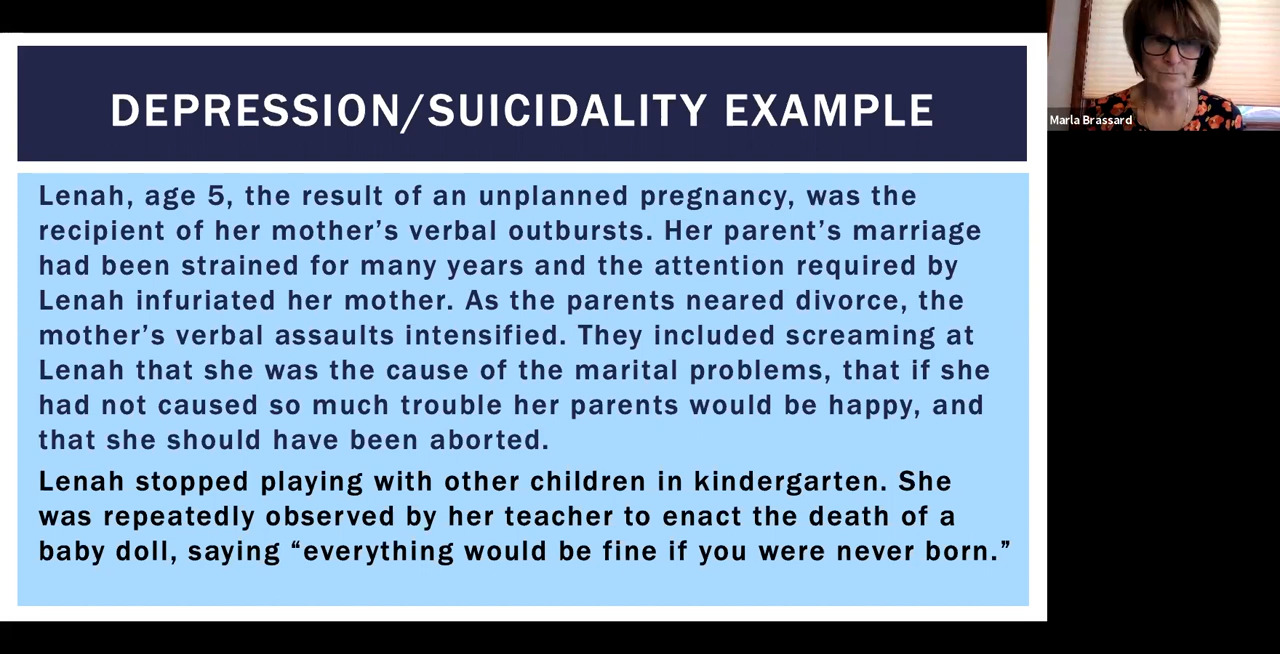 DEPRESSION/SUICIDALITY EXAMPLE
Lenah, age 5, the result of an unplanned pregnancy, was the
recipient of her mother’s verbal outbursts. Her parent’s marriage
had been strained for many years and the attention required by
Lenah infuriated her mother. As the parents neared divorce, the
mother’s verbal assaults intensified. They included screaming at
Lenah that she was the cause of the marital problems, that if she
had not caused so much trouble her parents would be happy, and
that she should have been aborted.
Lenah stopped playing with other children in kindergarten. She
was repeatedly observed by her teacher to enact the death of a
baby doll, saying “everything would be fine if you were never born.”
Marla Brassard